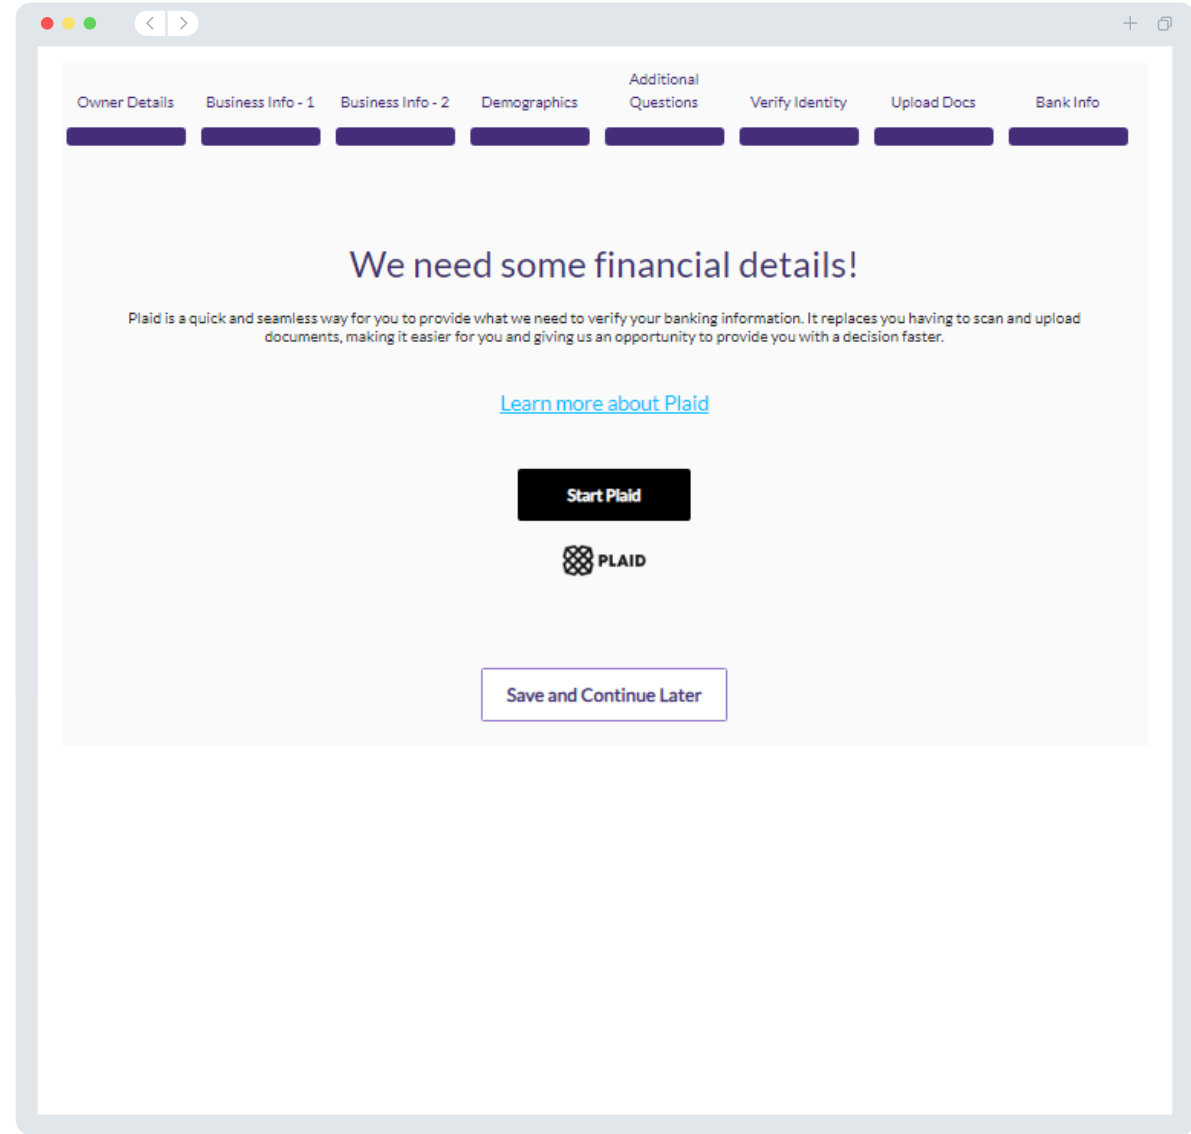 Owner Details
Business Info - 1
Business Info - 2
Demographics
Additional
Questions
Verify Identity
Upload Docs
Bank Info
We need some financial details!
Plaid is a quick and seamless way for you to provide what we need to verify your banking information. It replaces you having to scan and upload
documents, making it easier for you and giving us an opportunity to provide you with a decision faster.
Learn more about Plaid
Start Plaid
PLAID
Save and Continue Later